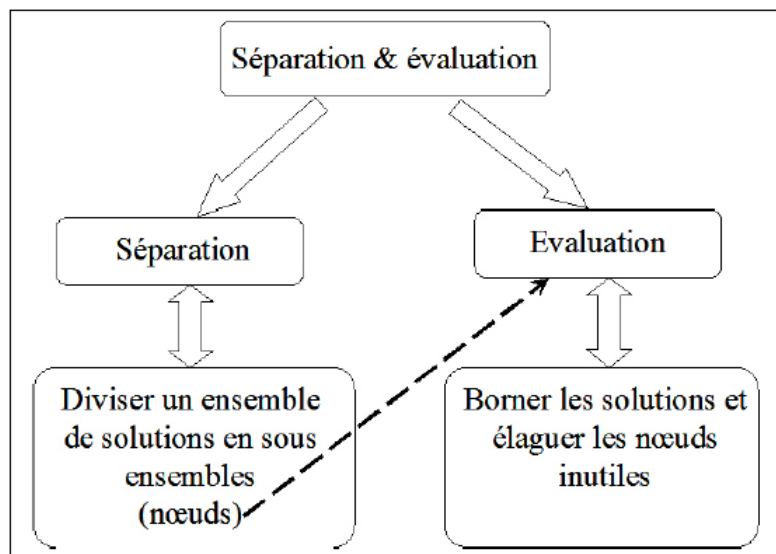 Séparation & évaluation
Séparation
Evaluation
Diviser un ensemble
de solutions en sous
ensembles
(nœuds)
Borner les solutions et
élaguer les nœuds
inutiles